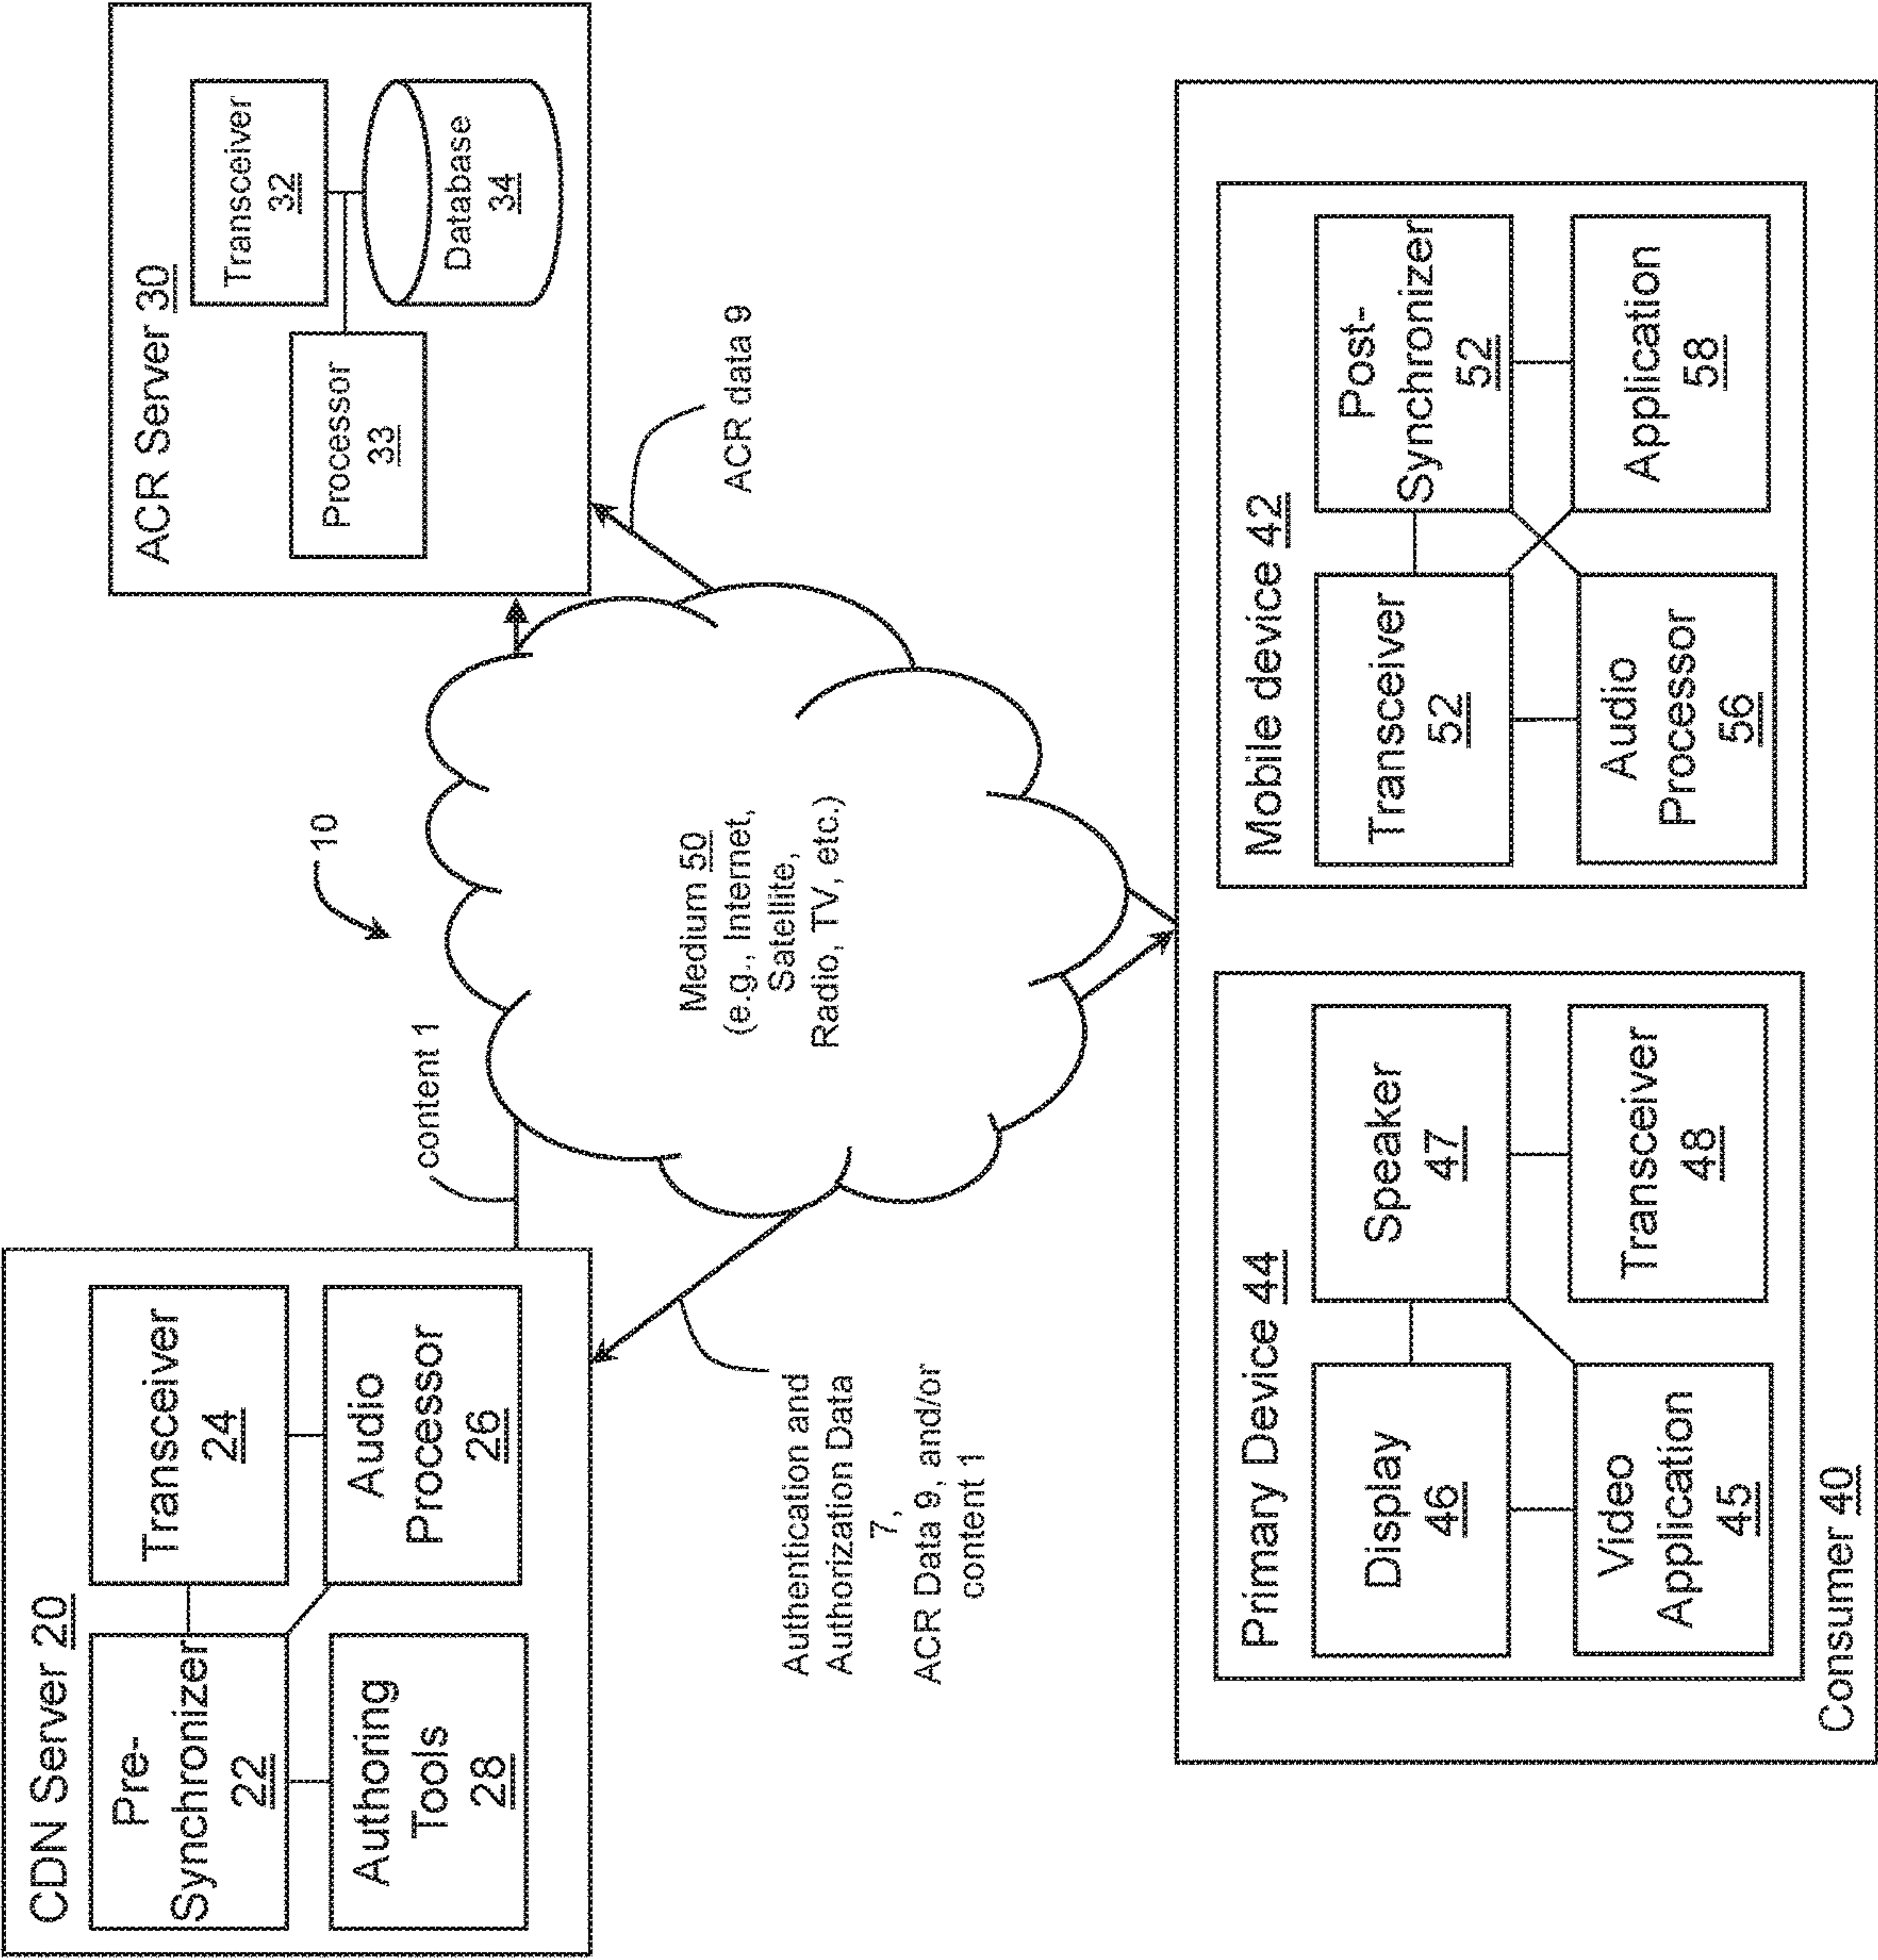 CDN Server 20
Pre-
Synchronizer
22
Transceiver
24
Authoring
Tools
28
Audio
Processor
26
content 1
10
ACR Server 30
Processor
33
Transceiver
32
Database
34
Medium 50
(e.g., Internet,
Satellite,
Radio, TV, etc.)
ACR data 9
Authentication and
Authorization Data
7,
ACR Data 9, and/or
content 1
Primary Device 44
Display
46
Speaker
47
Video
Application
45
Transceiver
48
Consumer 40
Mobile device 42
Transceiver
52
Post-
Synchronizer
52
Audio
Processor
56
Application
58